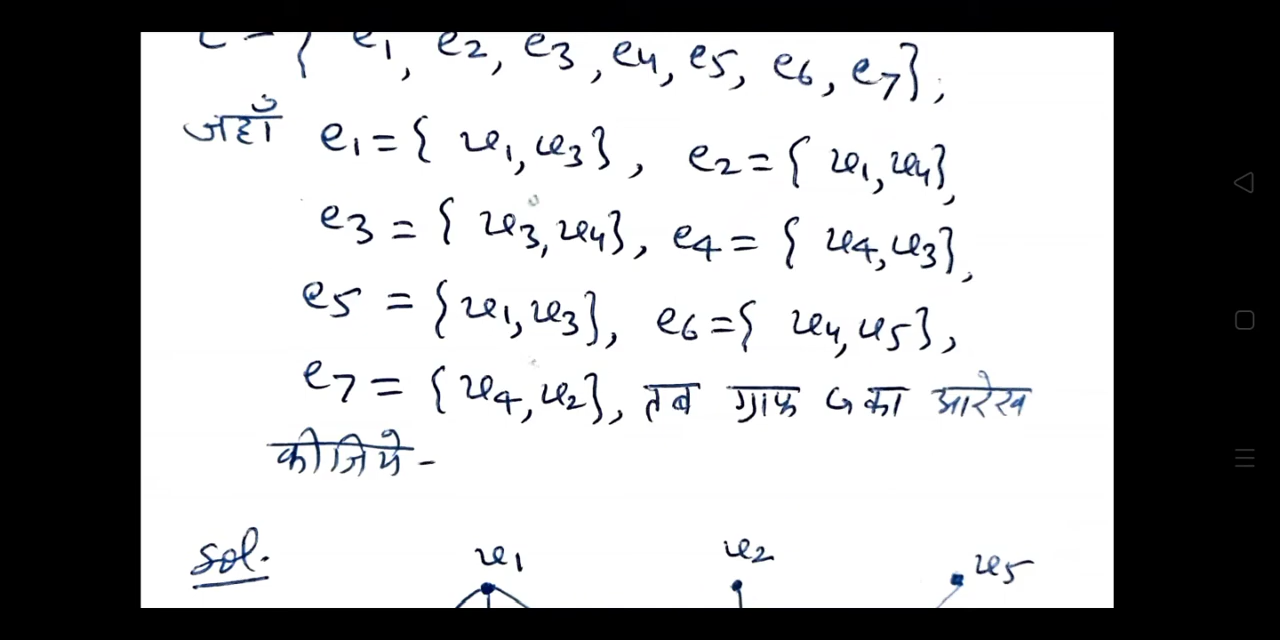 E = { e1, e2, e3, e4, e5, e6, e7},
जहाँ e1 = { v1, v3}, e2 = { v1, v4},
e3 = { v3, v4}, e4 = { v4, v3},
e5 = {v1, v3}, e6 = { v4, v5},
e7 = {v4, v2}, तब ग्राफ G का आरेख
कीजिये -
Sol. v1 v2 v5